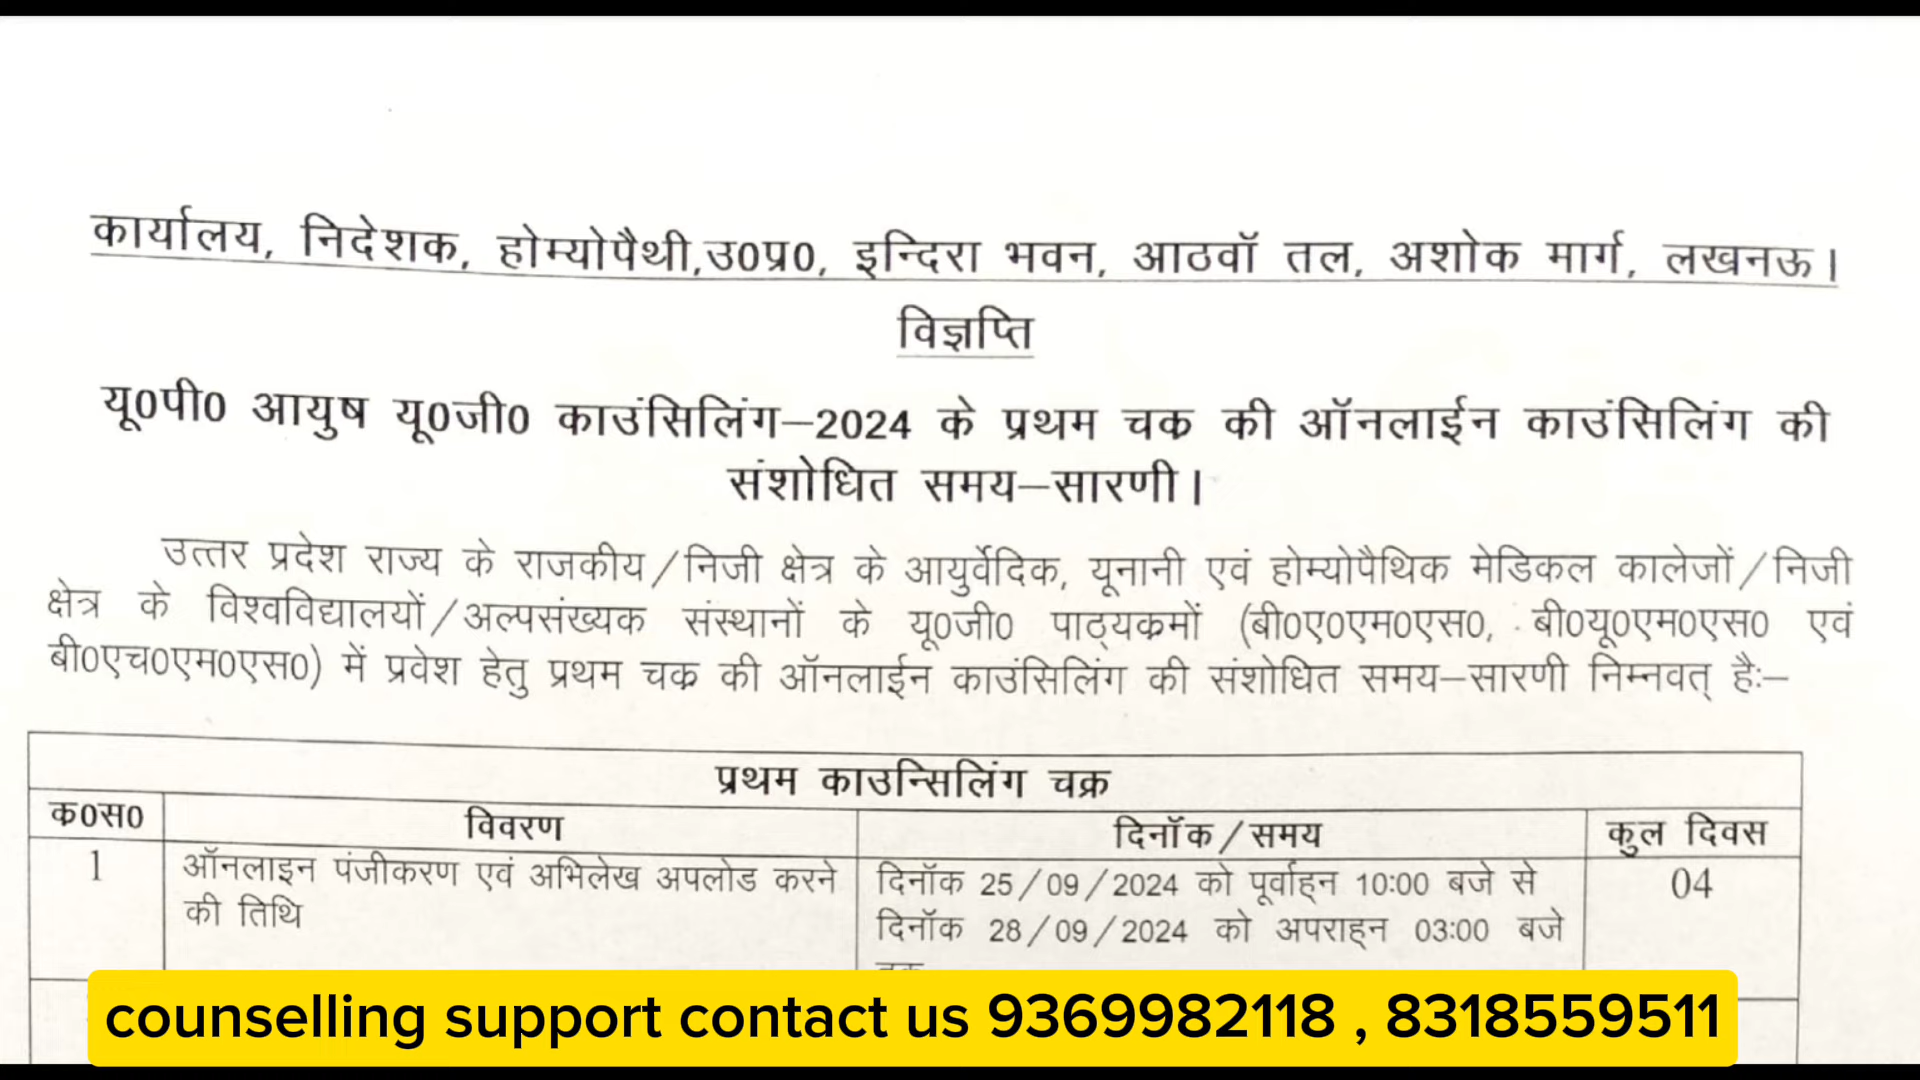 कार्यालय, निदेशक, होम्योपैथी,उ0प्र0, इन्दिरा भवन, आठवॉ तल, अशोक मार्ग, लखनऊ।
विज्ञप्ति
यू0पी0 आयुष यू0जी0 काउंसिलिंग–2024 के प्रथम चक की ऑनलाईन काउंसिलिंग की
संशोधित समय–सारणी।
उत्तर प्रदेश राज्य के राजकीय/निजी क्षेत्र के आयुर्वेदिक, यूनानी एवं होम्योपैथिक मेडिकल कालेजों/निजी
क्षेत्र के विश्वविद्यालयों/अल्पसंख्यक संस्थानों के यू0जी0 पाठ्यकमों (बी0ए0एम0एस0, बी0यू0एम0एस0 एवं
बी0एच0एम0एस0) में प्रवेश हेतु प्रथम चक की ऑनलाईन काउंसिलिंग की संशोधित समय–सारणी निम्नवत् हैः–
प्रथम काउन्सिलिंग चक्र
क0स0 विवरण दिनॉक/समय कुल दिवस
1 ऑनलाइन पंजीकरण एवं अभिलेख अपलोड करने दिनॉक 25/09/2024 को पूर्वाह्न 10:00 बजे से 04
की तिथि दिनॉक 28/09/2024 को अपराह्न 03:00 बजे
counselling support contact us 9369982118 , 8318559511